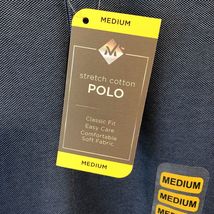 MEDIUM
M
stretch cotton
POLO
Classic Fit
Easy Care
Comfortable
Soft Fabric
MEDIUM
MEDIUM
MEDIUM
MEDIUM